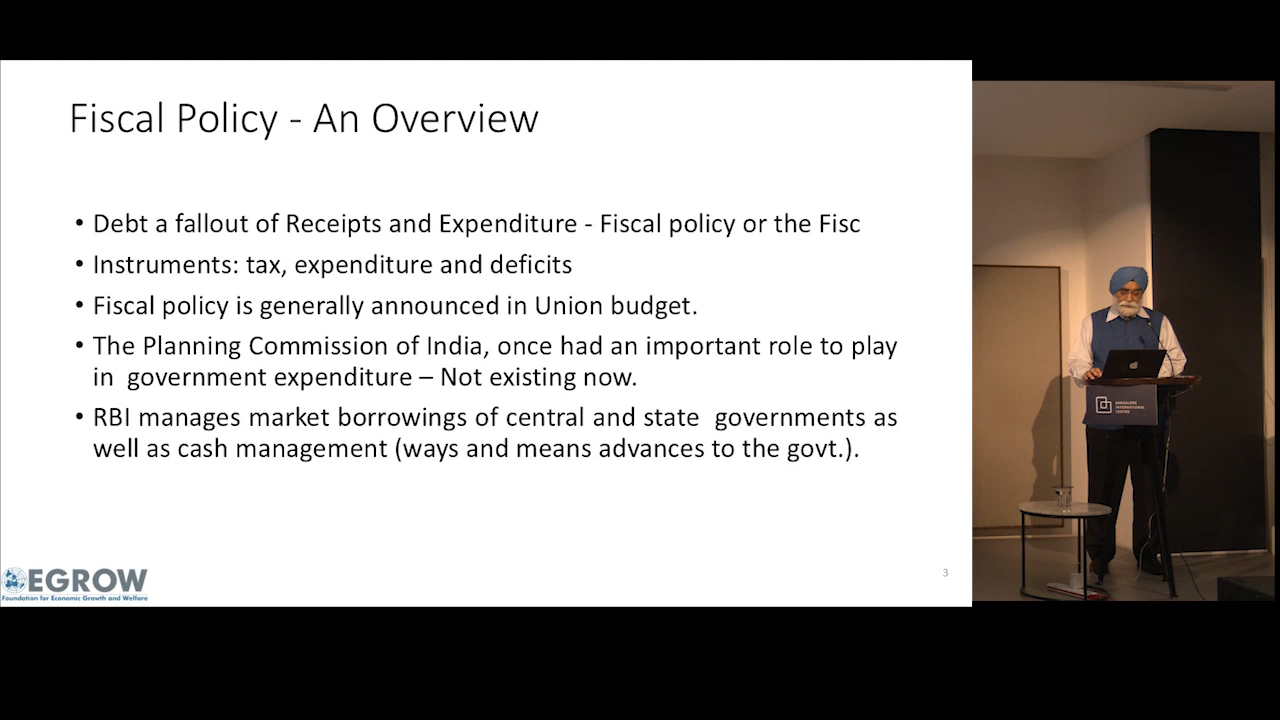 Fiscal Policy - An Overview
• Debt a fallout of Receipts and Expenditure - Fiscal policy or the Fisc
• Instruments: tax, expenditure and deficits
• Fiscal policy is generally announced in Union budget.
• The Planning Commission of India, once had an important role to play
in government expenditure – Not existing now.
• RBI manages market borrowings of central and state governments as
well as cash management (ways and means advances to the govt.).
EGROW
Foundation for Economic Growth and Welfare
3
BANGALORE
INTERNATIONAL
CENTRE